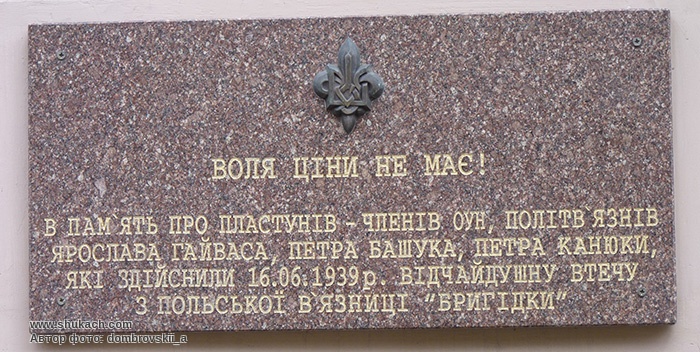 ВОЛЯ ЦІНИ НЕ МАЄ!
В ПАМ`ЯТЬ ПРО ПЛАСТУНІВ - ЧЛЕНІВ ОУН, ПОЛІТВ`ЯЗНІВ
ЯРОСЛАВА ГАЙВАСА, ПЕТРА БАШУКА, ПЕТРА КАНЮКИ,
ЯКІ ЗДІЙСНИЛИ 16.06.1939р. ВІДЧАЙДУШНУ ВТЕЧУ
З ПОЛЬСЬКОЇ В'ЯЗНИЦІ "БРИГІДКИ"
www.shukach.com
Автор фото: dombrovskii_a